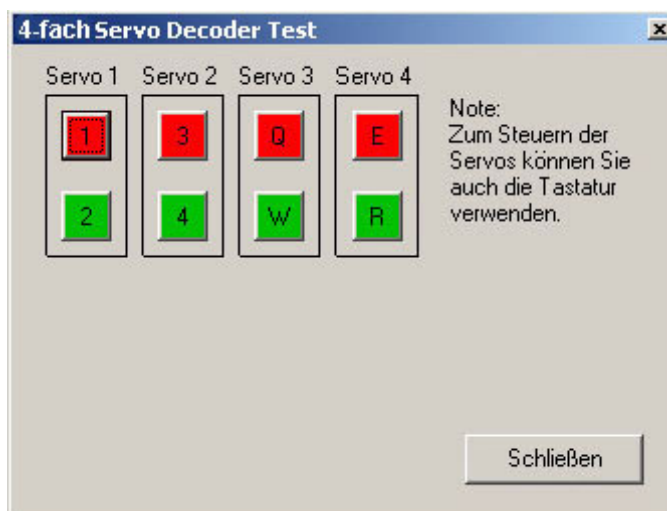 4-fach Servo Decoder Test
Servo 1 Servo 2 Servo 3 Servo 4
1 3 Q E
2 4 W R
Note:
Zum Steuern der
Servos können Sie
auch die Tastatur
verwenden.
Schließen